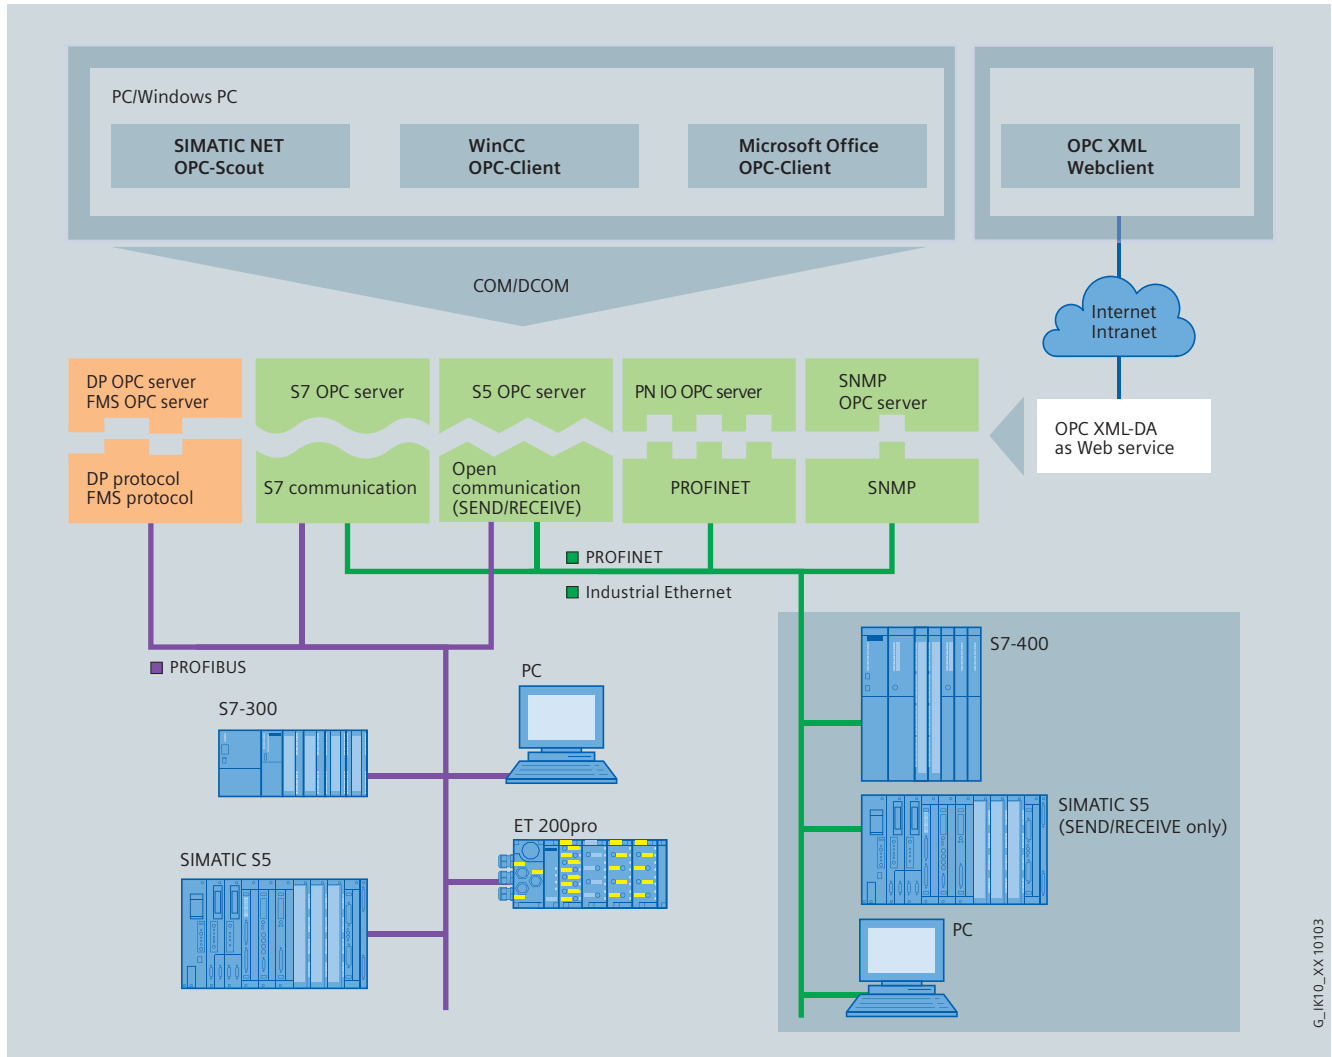 PC/Windows PC
SIMATIC NET
OPC-Scout
WinCC
OPC-Client
Microsoft Office
OPC-Client
OPC XML
Webclient
COM/DCOM
Internet
Intranet
DP OPC server
FMS OPC server
S7 OPC server
S5 OPC server
PN IO OPC server
SNMP
OPC server
OPC XML-DA
as Web service
DP protocol
FMS protocol
S7 communication
Open
communication
(SEND/RECEIVE)
PROFINET
SNMP
PROFINET
Industrial Ethernet
PROFIBUS
S7-300
PC
ET 200pro
SIMATIC S5
S7-400
SIMATIC S5
(SEND/RECEIVE only)
PC
G_IK10_XX 10103